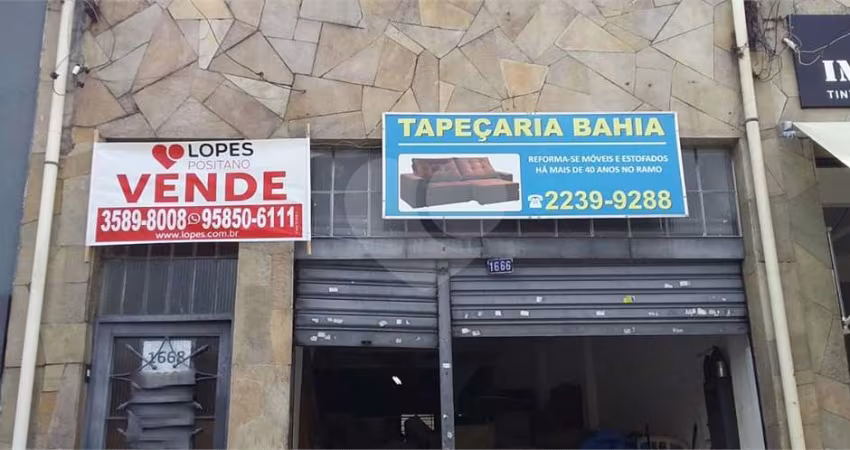 LOPES
POSITANO
VENDE
3589-8008 95850-6111
www.lopes.com.br
TAPEÇARIA BAHIA
REFORMA-SE MÓVEIS E ESTOFADOS
HÁ MAIS DE 40 ANOS NO RAMO
2239-9288
1666
1668
IM
TIN